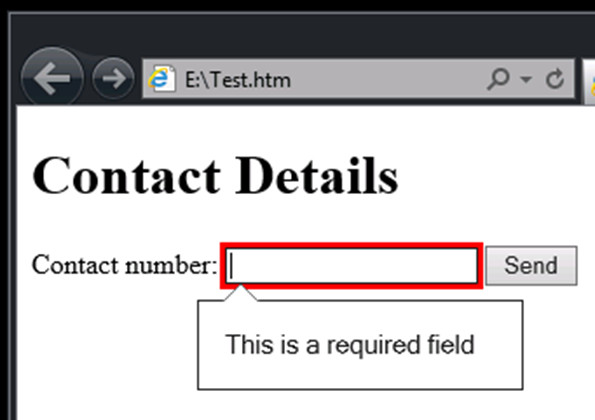 E:\Test.htm
Contact Details
Contact number: Send
This is a required field